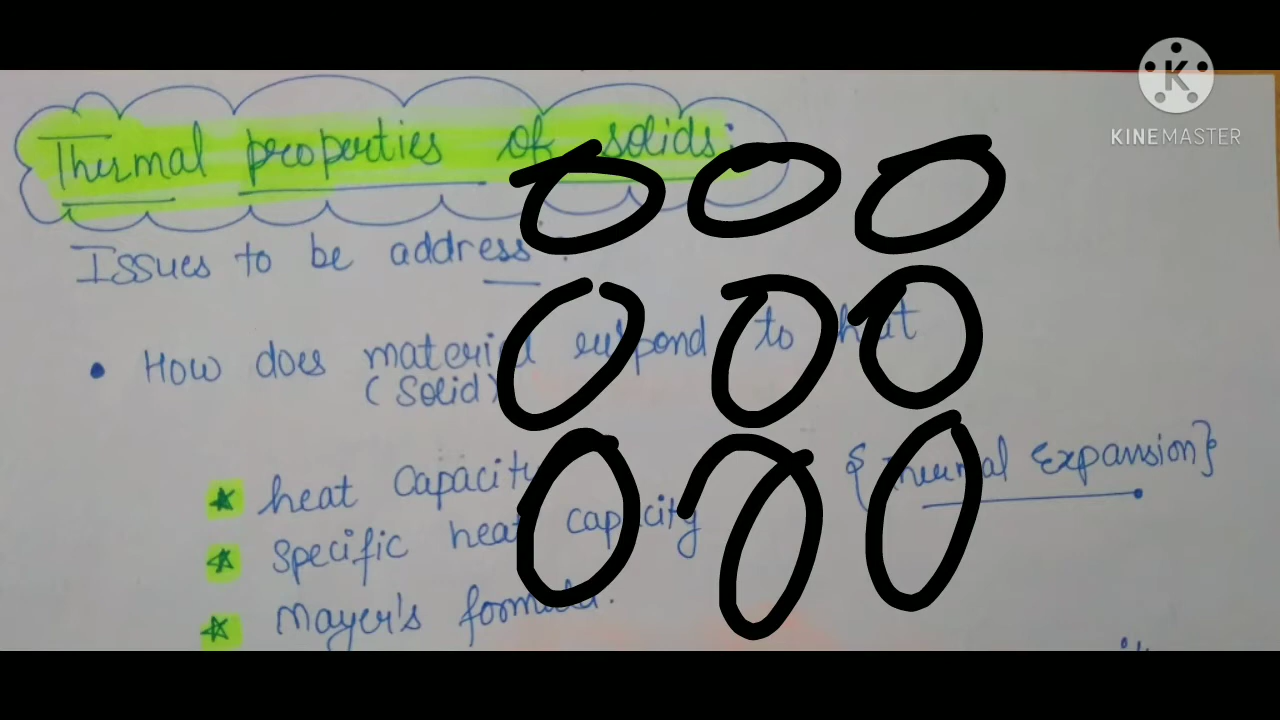 KINEMASTER
Thermal properties of solids:
Issues to be address.
• How does material respond to heat
(Solid)
heat capacity {Thermal Expansion}
Specific heat capacity
Mayer's formula.